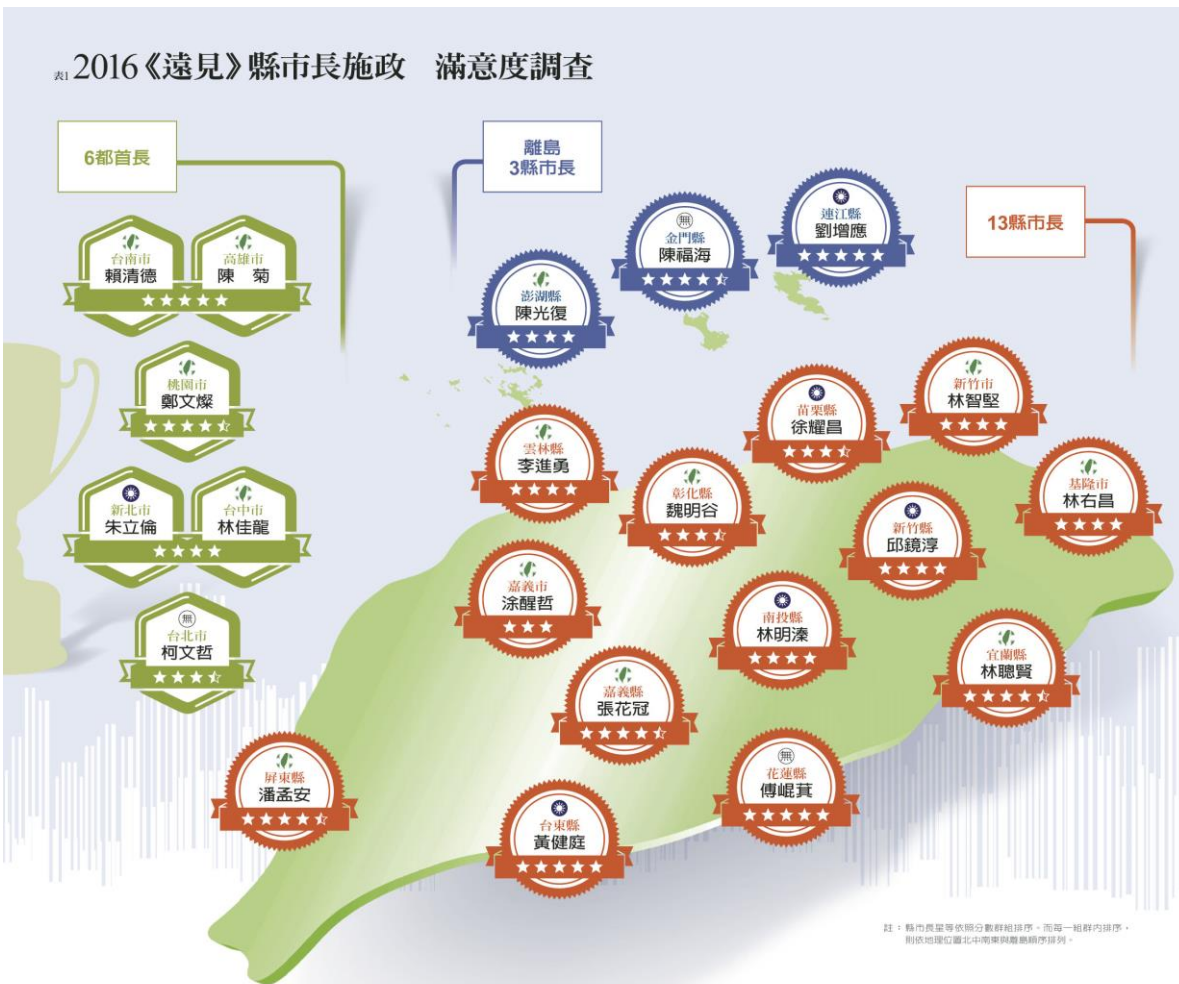 表1 2016《遠見》縣市長施政 滿意度調查
6都首長
台南市
賴清德
高雄市
陳 菊
桃園市
鄭文燦
新北市
朱立倫
台中市
林佳龍
無
台北市
柯文哲
離島
3縣市長
澎湖縣
陳光復
無
金門縣
陳福海
連江縣
劉增應
13縣市長
新竹市
林智堅
苗栗縣
徐耀昌
基隆市
林右昌
雲林縣
李進勇
彰化縣
魏明谷
新竹縣
邱鏡淳
嘉義市
涂醒哲
南投縣
林明溱
宜蘭縣
林聰賢
嘉義縣
張花冠
無
花蓮縣
傅崐萁
屏東縣
潘孟安
台東縣
黃健庭
註：縣市長星等依照分數群組排序，而每一組群內排序，
則依地理位置北中南東與離島順序排列。